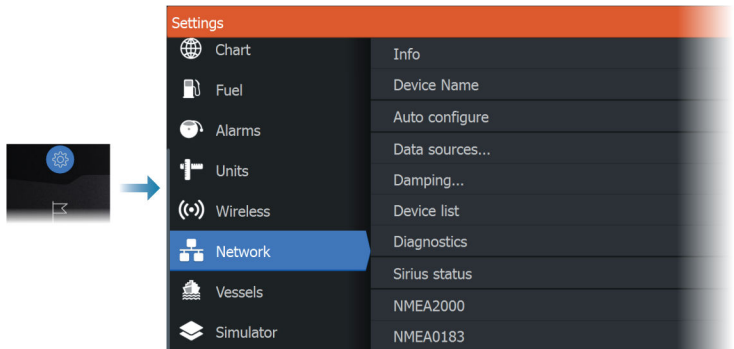 Settings
Chart
Fuel
Alarms
Units
Wireless
Network
Vessels
Simulator
Info
Device Name
Auto configure
Data sources...
Damping...
Device list
Diagnostics
Sirius status
NMEA2000
NMEA0183